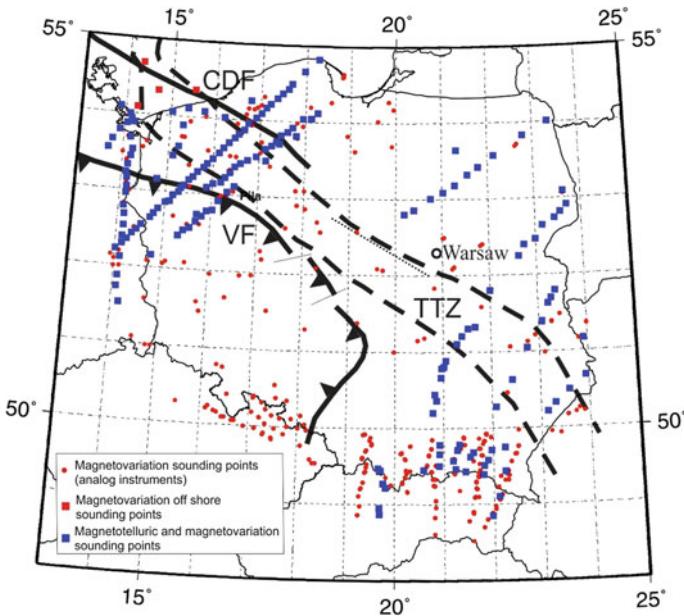 15°
20°
25°
55°
55°
CDF
Piła
VF
Warsaw
TTZ
50°
50°
Magnetovariation sounding points
(analog instruments)
Magnetovariation off shore
sounding points
Magnetotelluric and magnetovariation
sounding points
15°
20°
25°